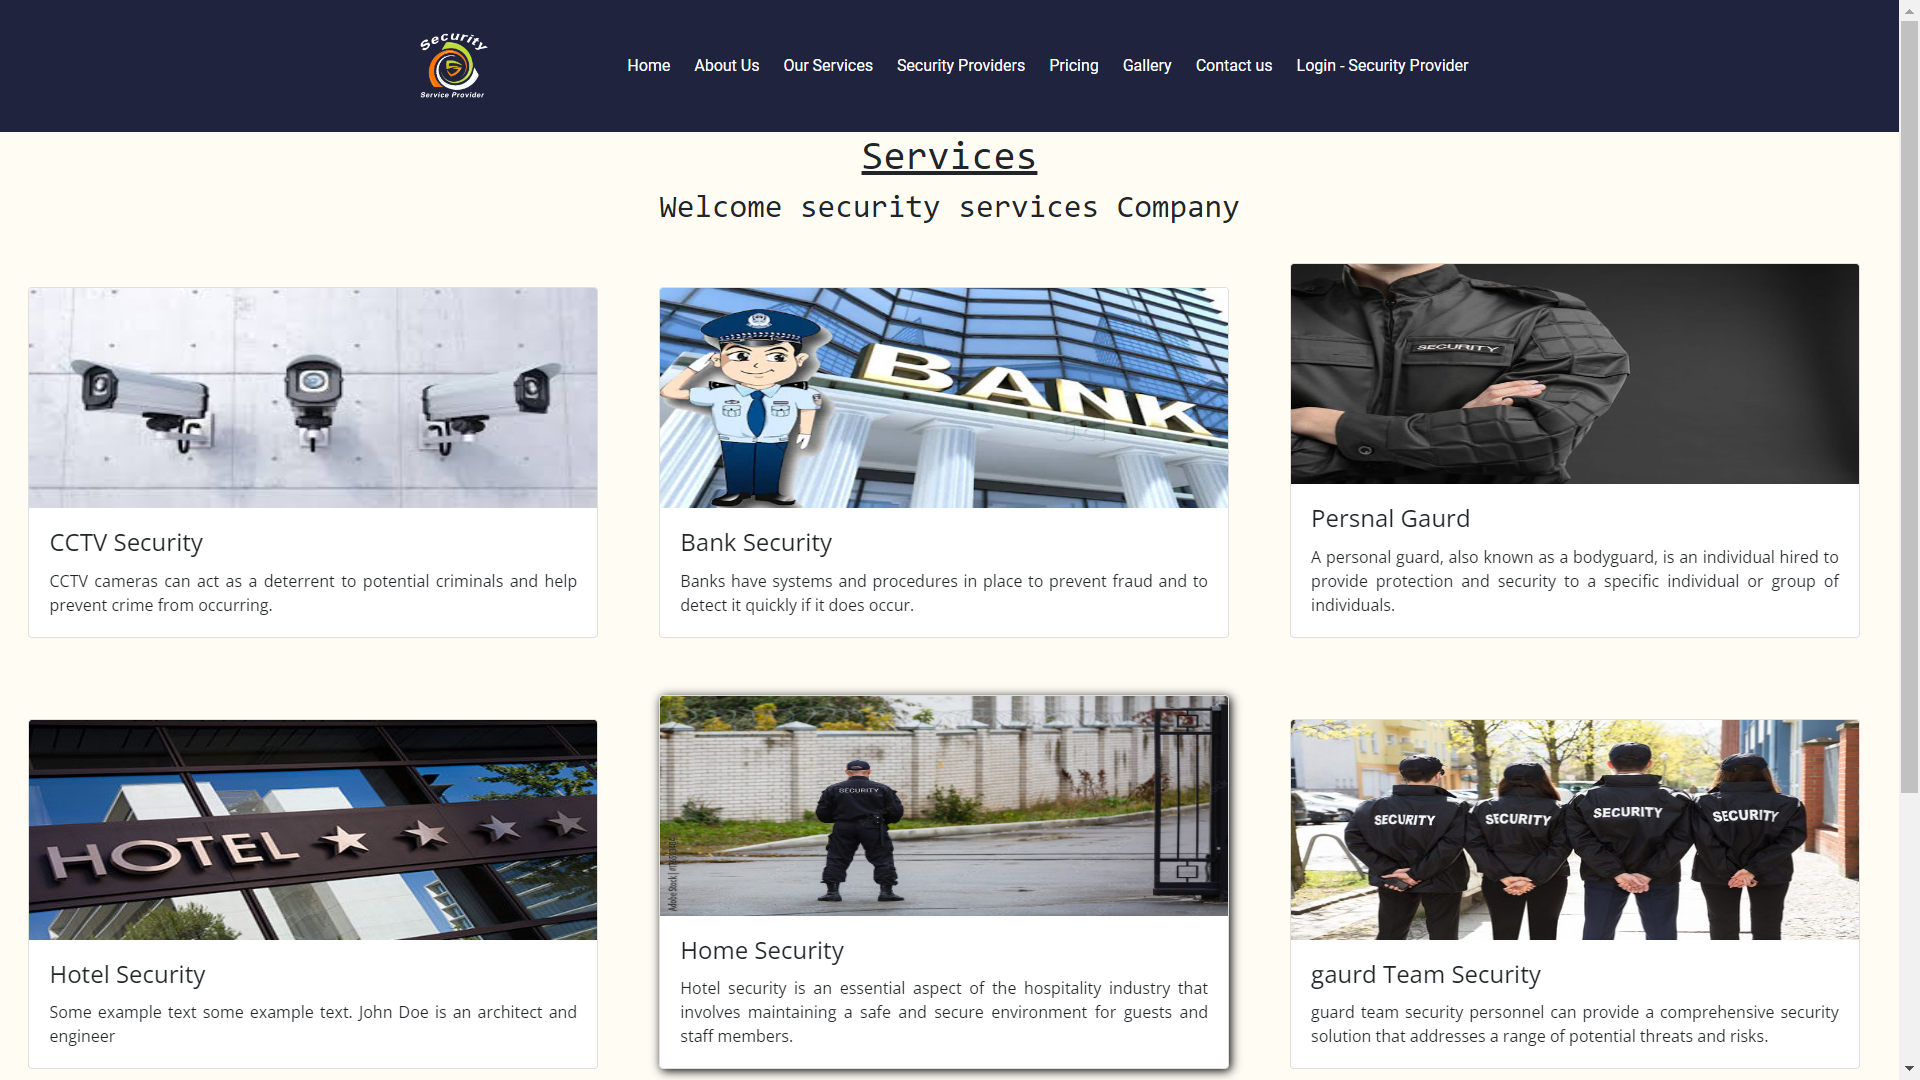 Security
Service Provider
Home About Us Our Services Security Providers Pricing Gallery Contact us Login - Security Provider
Services
Welcome security services Company
BANK
SECURITY
CCTV Security
CCTV cameras can act as a deterrent to potential criminals and help
prevent crime from occurring.
Bank Security
Banks have systems and procedures in place to prevent fraud and to
detect it quickly if it does occur.
Persnal Gaurd
A personal guard, also known as a bodyguard, is an individual hired to
provide protection and security to a specific individual or group of
individuals.
HOTEL
SECURITY
Adobe Stock
SECURITY SECURITY SECURITY SECURITY
Hotel Security
Some example text some example text. John Doe is an architect and
engineer
Home Security
Hotel security is an essential aspect of the hospitality industry that
involves maintaining a safe and secure environment for guests and
staff members.
gaurd Team Security
guard team security personnel can provide a comprehensive security
solution that addresses a range of potential threats and risks.